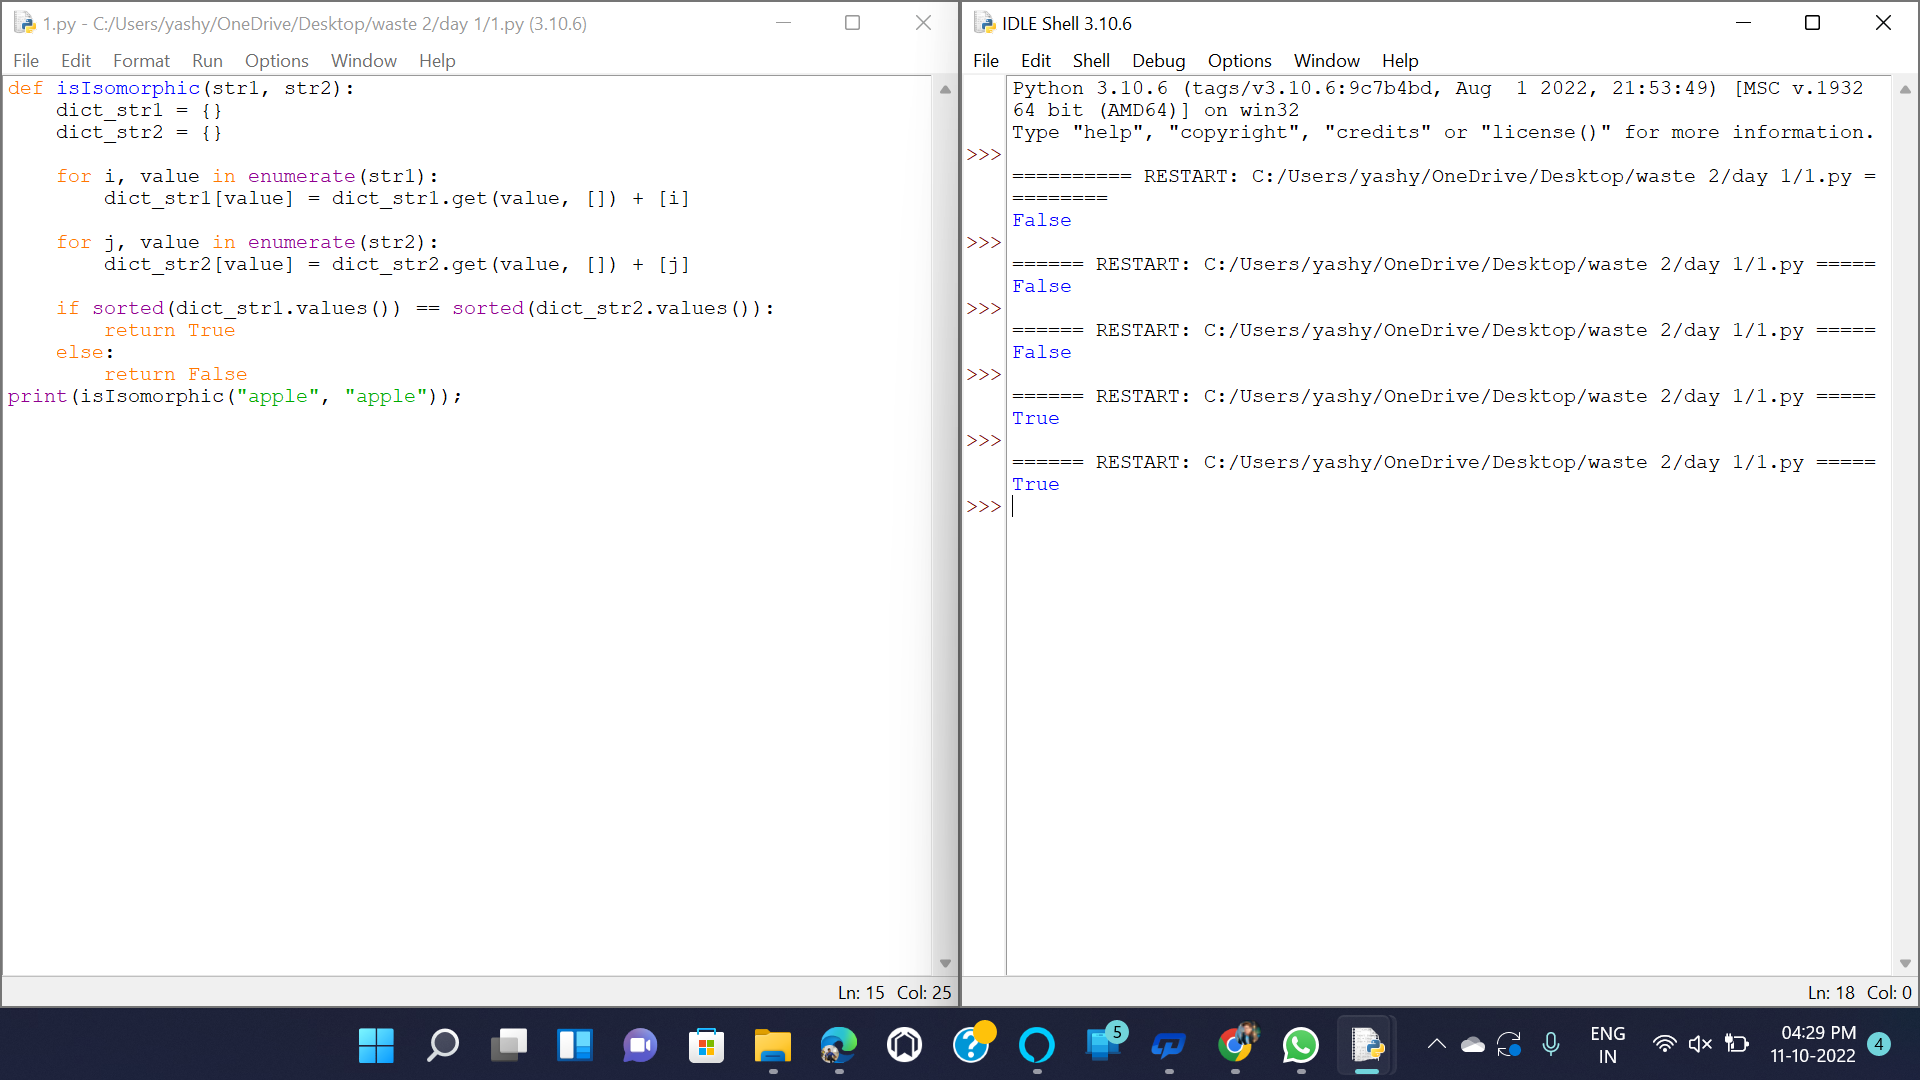 1.py - C:/Users/yashy/OneDrive/Desktop/waste 2/day 1/1.py (3.10.6)
File Edit Format Run Options Window Help
def isIsomorphic(str1, str2):
    dict_str1 = {}
    dict_str2 = {}
    for i, value in enumerate(str1):
        dict_str1[value] = dict_str1.get(value, []) + [i]
    for j, value in enumerate(str2):
        dict_str2[value] = dict_str2.get(value, []) + [j]
    if sorted(dict_str1.values()) == sorted(dict_str2.values()):
        return True
    else:
        return False
print(isIsomorphic("apple", "apple"));
Ln: 15 Col: 25
IDLE Shell 3.10.6
File Edit Shell Debug Options Window Help
Python 3.10.6 (tags/v3.10.6:9c7b4bd, Aug  1 2022, 21:53:49) [MSC v.1932
64 bit (AMD64)] on win32
Type "help", "copyright", "credits" or "license()" for more information.
>>>
========== RESTART: C:/Users/yashy/OneDrive/Desktop/waste 2/day 1/1.py =
========
False
>>>
====== RESTART: C:/Users/yashy/OneDrive/Desktop/waste 2/day 1/1.py =====
False
>>>
====== RESTART: C:/Users/yashy/OneDrive/Desktop/waste 2/day 1/1.py =====
False
>>>
====== RESTART: C:/Users/yashy/OneDrive/Desktop/waste 2/day 1/1.py =====
True
>>>
====== RESTART: C:/Users/yashy/OneDrive/Desktop/waste 2/day 1/1.py =====
True
>>>
Ln: 18 Col: 0
5
ENG
IN
04:29 PM
11-10-2022
4